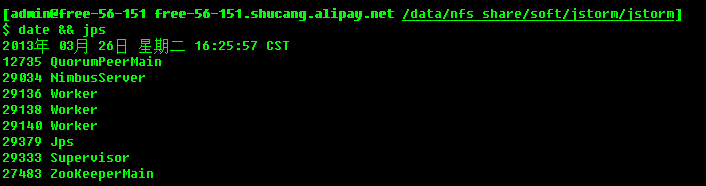 [admin@free-56-151 free-56-151.shucang.alipay.net /data/nfs_share/soft/jstorm/jstorm]
$ date && jps
2013年 03月 26日 星期二 16:25:57 CST
12735 QuorumPeerMain
29034 NimbusServer
29136 Worker
29138 Worker
29140 Worker
29379 Jps
29333 Supervisor
27483 ZooKeeperMain